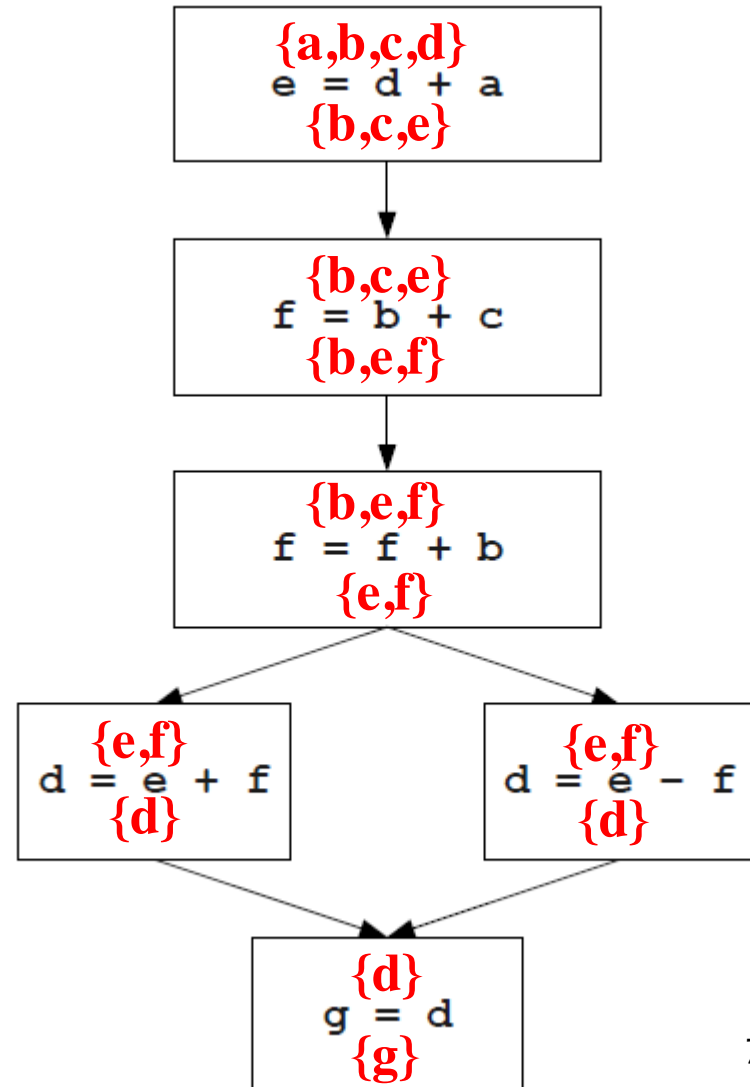 {a,b,c,d}
e = d + a
{b,c,e}
{b,c,e}
f = b + c
{b,e,f}
{b,e,f}
f = f + b
{e,f}
{e,f}
d = e + f
{d}
{e,f}
d = e - f
{d}
{d}
g = d
{g}